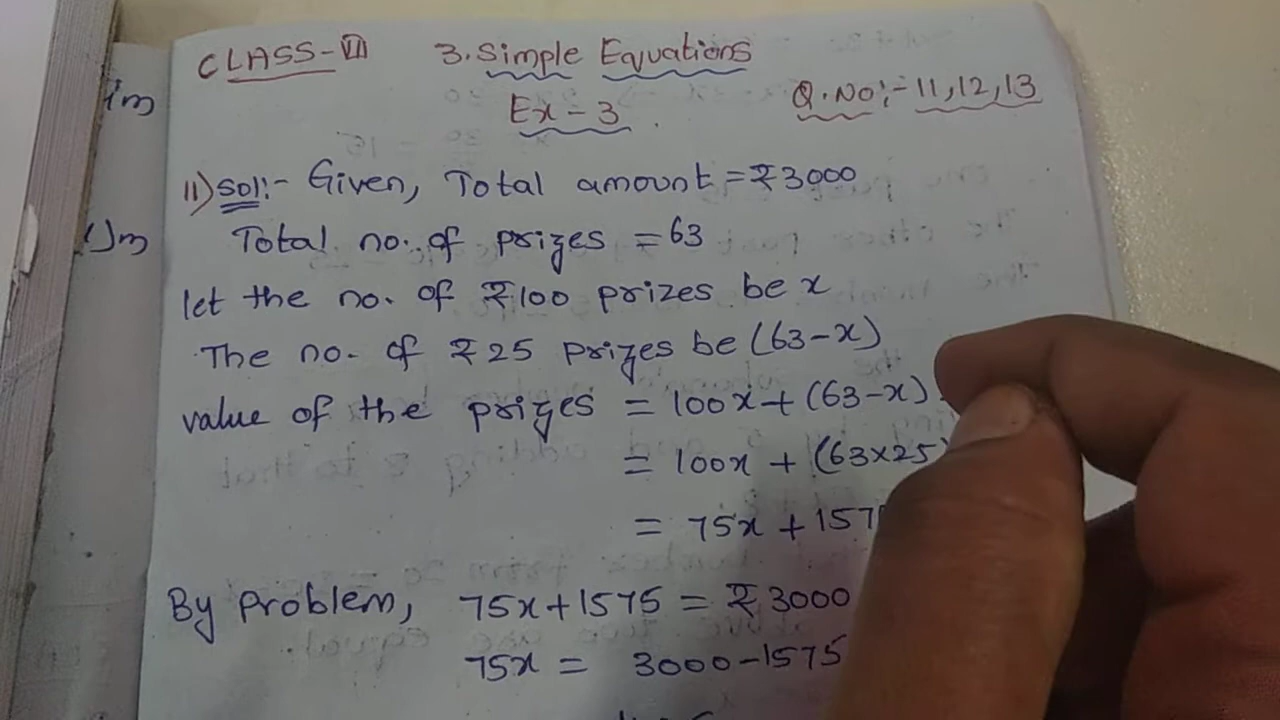 CLASS-VII 3. Simple Equations
Ex-3 Q.No:-11,12,13
11) Sol:- Given, Total amount = ₹3000
Total no. of prizes = 63
let the no. of ₹100 prizes be x
The no. of ₹25 prizes be (63-x)
value of the prizes = 100x+(63-x)
= 100x + (63x25
= 75x + 157
By Problem, 75x+1575 = ₹3000
75x = 3000-1575